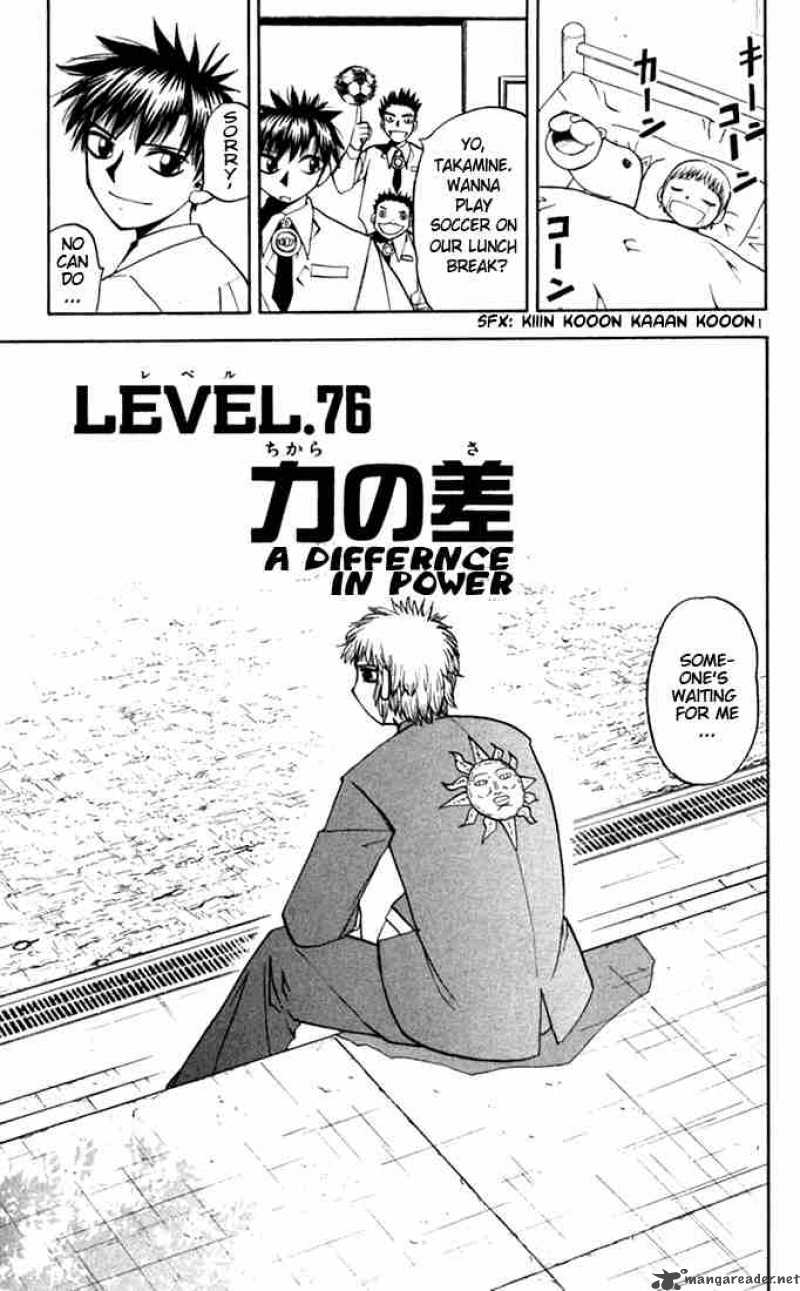 キーン
コーン
カーン
コーン
SFX: KIIIN KOOON KAAAN KOOON
YO,
TAKAMINE.
WANNA
PLAY
SOCCER ON
OUR LUNCH
BREAK?
SORRY,
NO
CAN
DO
...
レベル
LEVEL.76
ちから さ
力の差
A DIFFERNCE
IN POWER
SOME-
ONE'S
WAITING
FOR ME
...
mangareader.net